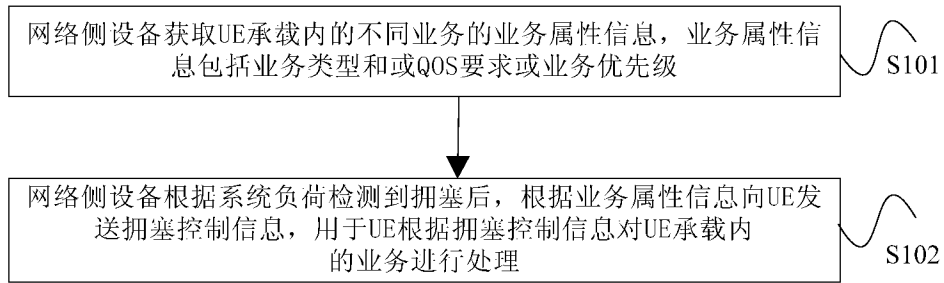 网络侧设备获取UE承载内的不同业务的业务属性信息，业务属性信
息包括业务类型和或QOS要求或业务优先级
S101
网络侧设备根据系统负荷检测到拥塞后，根据业务属性信息向UE发
送拥塞控制信息，用于UE根据拥塞控制信息对UE承载内
的业务进行处理
S102